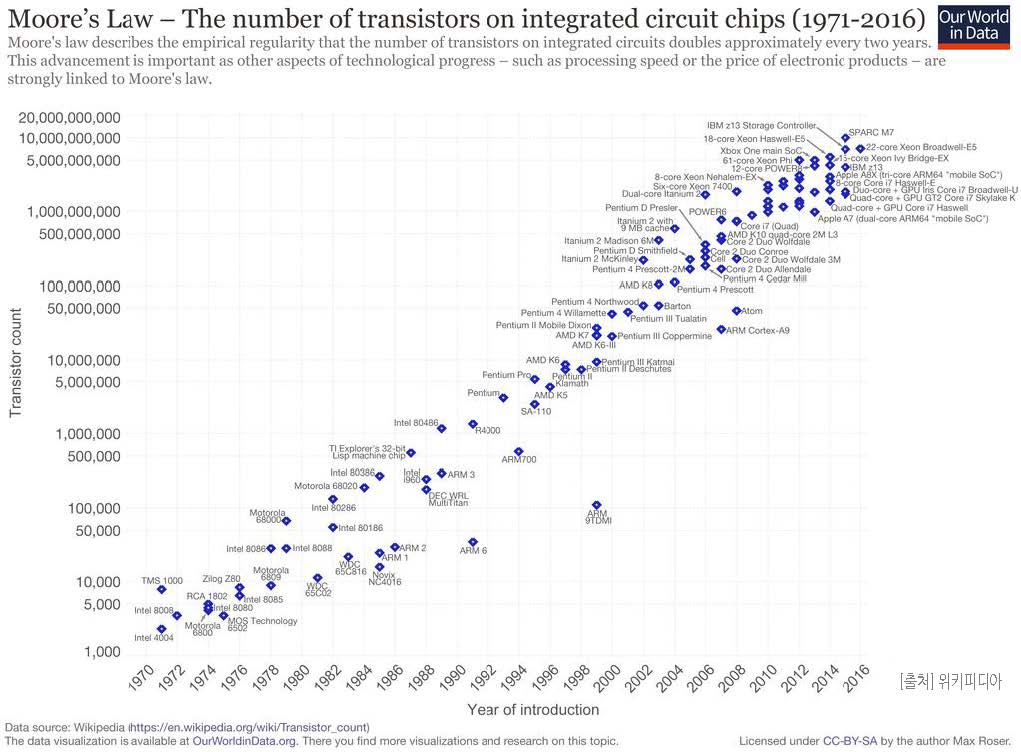 Moore's Law – The number of transistors on integrated circuit chips (1971-2016)
Our World
in Data
Moore's law describes the empirical regularity that the number of transistors on integrated circuits doubles approximately every two years.
This advancement is important as other aspects of technological progress – such as processing speed or the price of electronic products – are
strongly linked to Moore's law.
Transistor count
20,000,000,000
10,000,000,000
5,000,000,000
1,000,000,000
500,000,000
100,000,000
50,000,000
10,000,000
5,000,000
1,000,000
500,000
100,000
50,000
10,000
5,000
1,000
IBM z13 Storage Controller
SPARC M7
18-core Xeon Haswell-E5
22-core Xeon Broadwell-E5
Xbox One main SoC
15-core Xeon Ivy Bridge-EX
61-core Xeon Phi
IBM z13
12-core POWER8
Apple A8X (tri-core ARM64 "mobile SoC")
8-core Xeon Nehalem-EX
8-core Core i7 Haswell-E
Six-core Xeon 7400
Duo-core + GPU Iris Core i7 Broadwell-U
Dual-core Itanium 2
Quad-core + GPU GT2 Core i7 Skylake K
Pentium D Presler
POWER6
Quad-core + GPU Core i7 Haswell
Apple A7 (dual-core ARM64 "mobile SoC")
Itanium 2 with
9 MB cache
Core i7 (Quad)
AMD K10 quad-core 2M L3
Itanium 2 Madison 6M
Core 2 Duo Wolfdale
Pentium D Smithfield
Core 2 Duo Conroe
Itanium 2 McKinley
Cell
Core 2 Duo Wolfdale 3M
Pentium 4 Prescott-2M
Core 2 Duo Allendale
Pentium 4 Cedar Mill
AMD K8
Pentium 4 Prescott
Pentium 4 Northwood
Barton
Atom
Pentium 4 Willamette
Pentium III Tualatin
Pentium II Mobile Dixon
ARM Cortex-A9
AMD K7
Pentium III Coppermine
AMD K6-III
AMD K6
Pentium III Katmai
Pentium II Deschutes
Pentium Pro
Pentium II
Klamath
Pentium
AMD K5
SA-110
Intel 80486
R4000
TI Explorer's 32-bit
Lisp machine chip
ARM700
Intel 80386
Intel
i960
ARM 3
Motorola 68020
DEC WRL
MultiTitan
Intel 80286
ARM
9TDMI
Motorola
68000
Intel 80186
Intel 8086
Intel 8088
ARM 2
ARM 6
ARM 1
WDC
65C816
Novix
NC4016
Motorola
6809
WDC
65C02
TMS 1000
Zilog Z80
RCA 1802
Intel 8085
Intel 8008
Intel 8080
Motorola
6800
MOS Technology
6502
Intel 4004
1970 1972 1974 1976 1978 1980 1982 1984 1986 1988 1990 1992 1994 1996 1998 2000 2002 2004 2006 2008 2010 2012 2014 2016
[출처] 위키피디아
Year of introduction
Data source: Wikipedia (https://en.wikipedia.org/wiki/Transistor_count)
The data visualization is available at OurWorldinData.org. There you find more visualizations and research on this topic.
Licensed under CC-BY-SA by the author Max Roser.